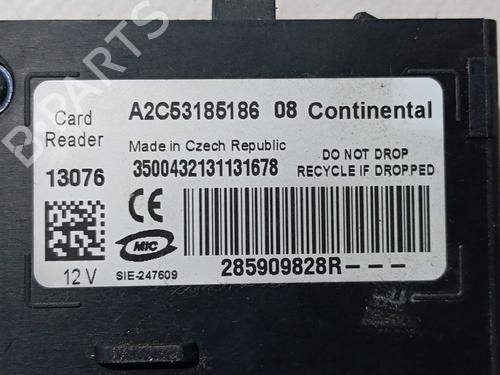 Card Reader
A2C53185186 08 Continental
Made in Czech Republic
13076
3500432131131678
DO NOT DROP
RECYCLE IF DROPPED
CE
MIC
12 V
SIE-247609
285909828R---
B PARTS